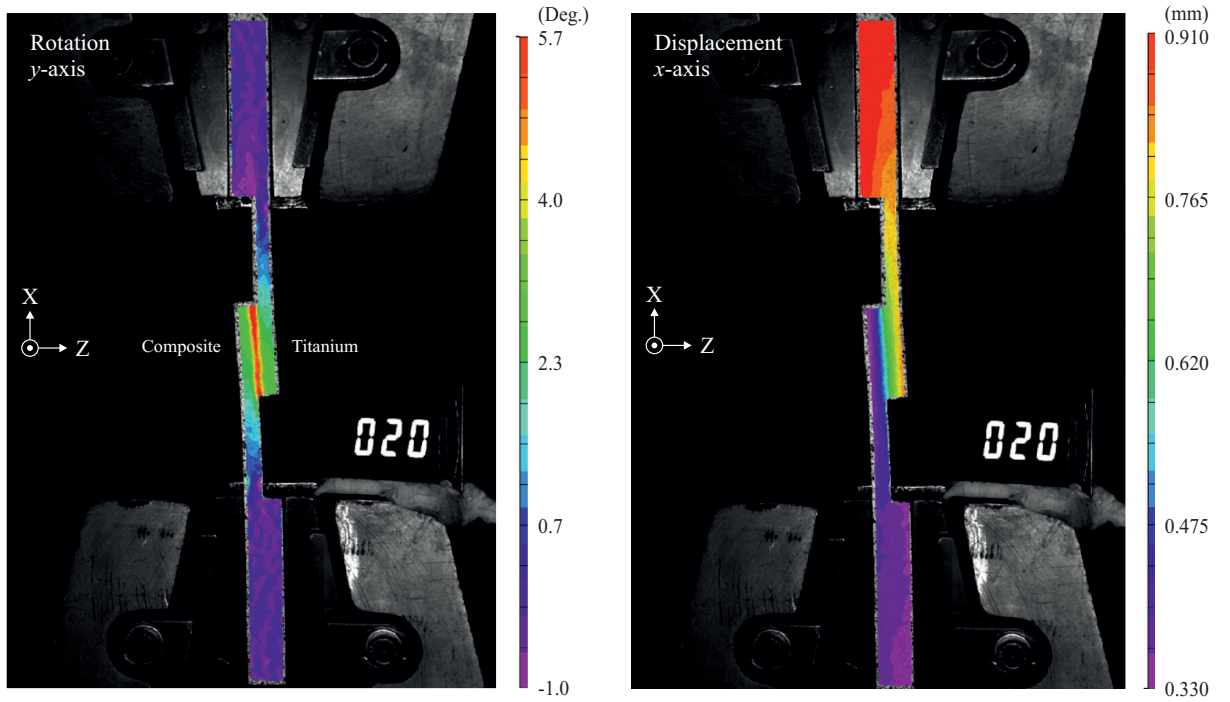 Rotation
y-axis
(Deg.)
5.7
4.0
2.3
0.7
-1.0
X
Z
Composite
Titanium
020
Displacement
x-axis
(mm)
0.910
0.765
0.620
0.475
0.330
X
Z
020